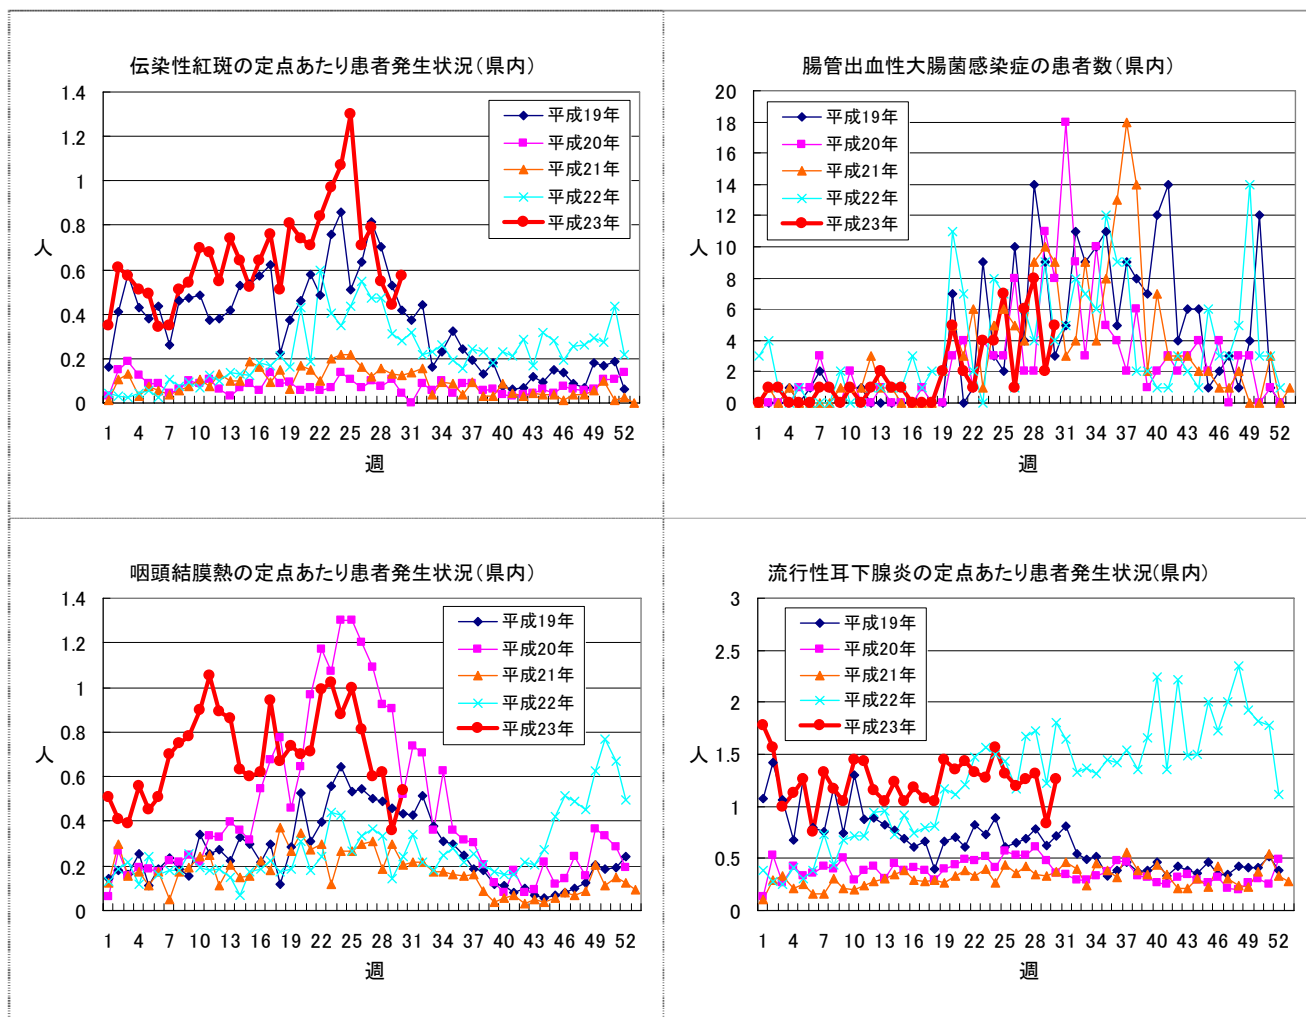 伝染性紅斑の定点あたり患者発生状況(県内)
1.4
1.2
1
0.8
0.6
0.4
0.2
0
人
平成19年
平成20年
平成21年
平成22年
平成23年
1 4 7 10 13 16 19 22 25 28 31 34 37 40 43 46 49 52
週
腸管出血性大腸菌感染症の患者数(県内)
20
18
16
14
12
10
8
6
4
2
0
人
平成19年
平成20年
平成21年
平成22年
平成23年
1 4 7 10 13 16 19 22 25 28 31 34 37 40 43 46 49 52
週
咽頭結膜熱の定点あたり患者発生状況(県内)
1.4
1.2
1
0.8
0.6
0.4
0.2
0
人
平成19年
平成20年
平成21年
平成22年
平成23年
1 4 7 10 13 16 19 22 25 28 31 34 37 40 43 46 49 52
週
流行性耳下腺炎の定点あたり患者発生状況(県内)
3
2.5
2
1.5
1
0.5
0
人
平成19年
平成20年
平成21年
平成22年
平成23年
1 4 7 10 13 16 19 22 25 28 31 34 37 40 43 46 49 52
週